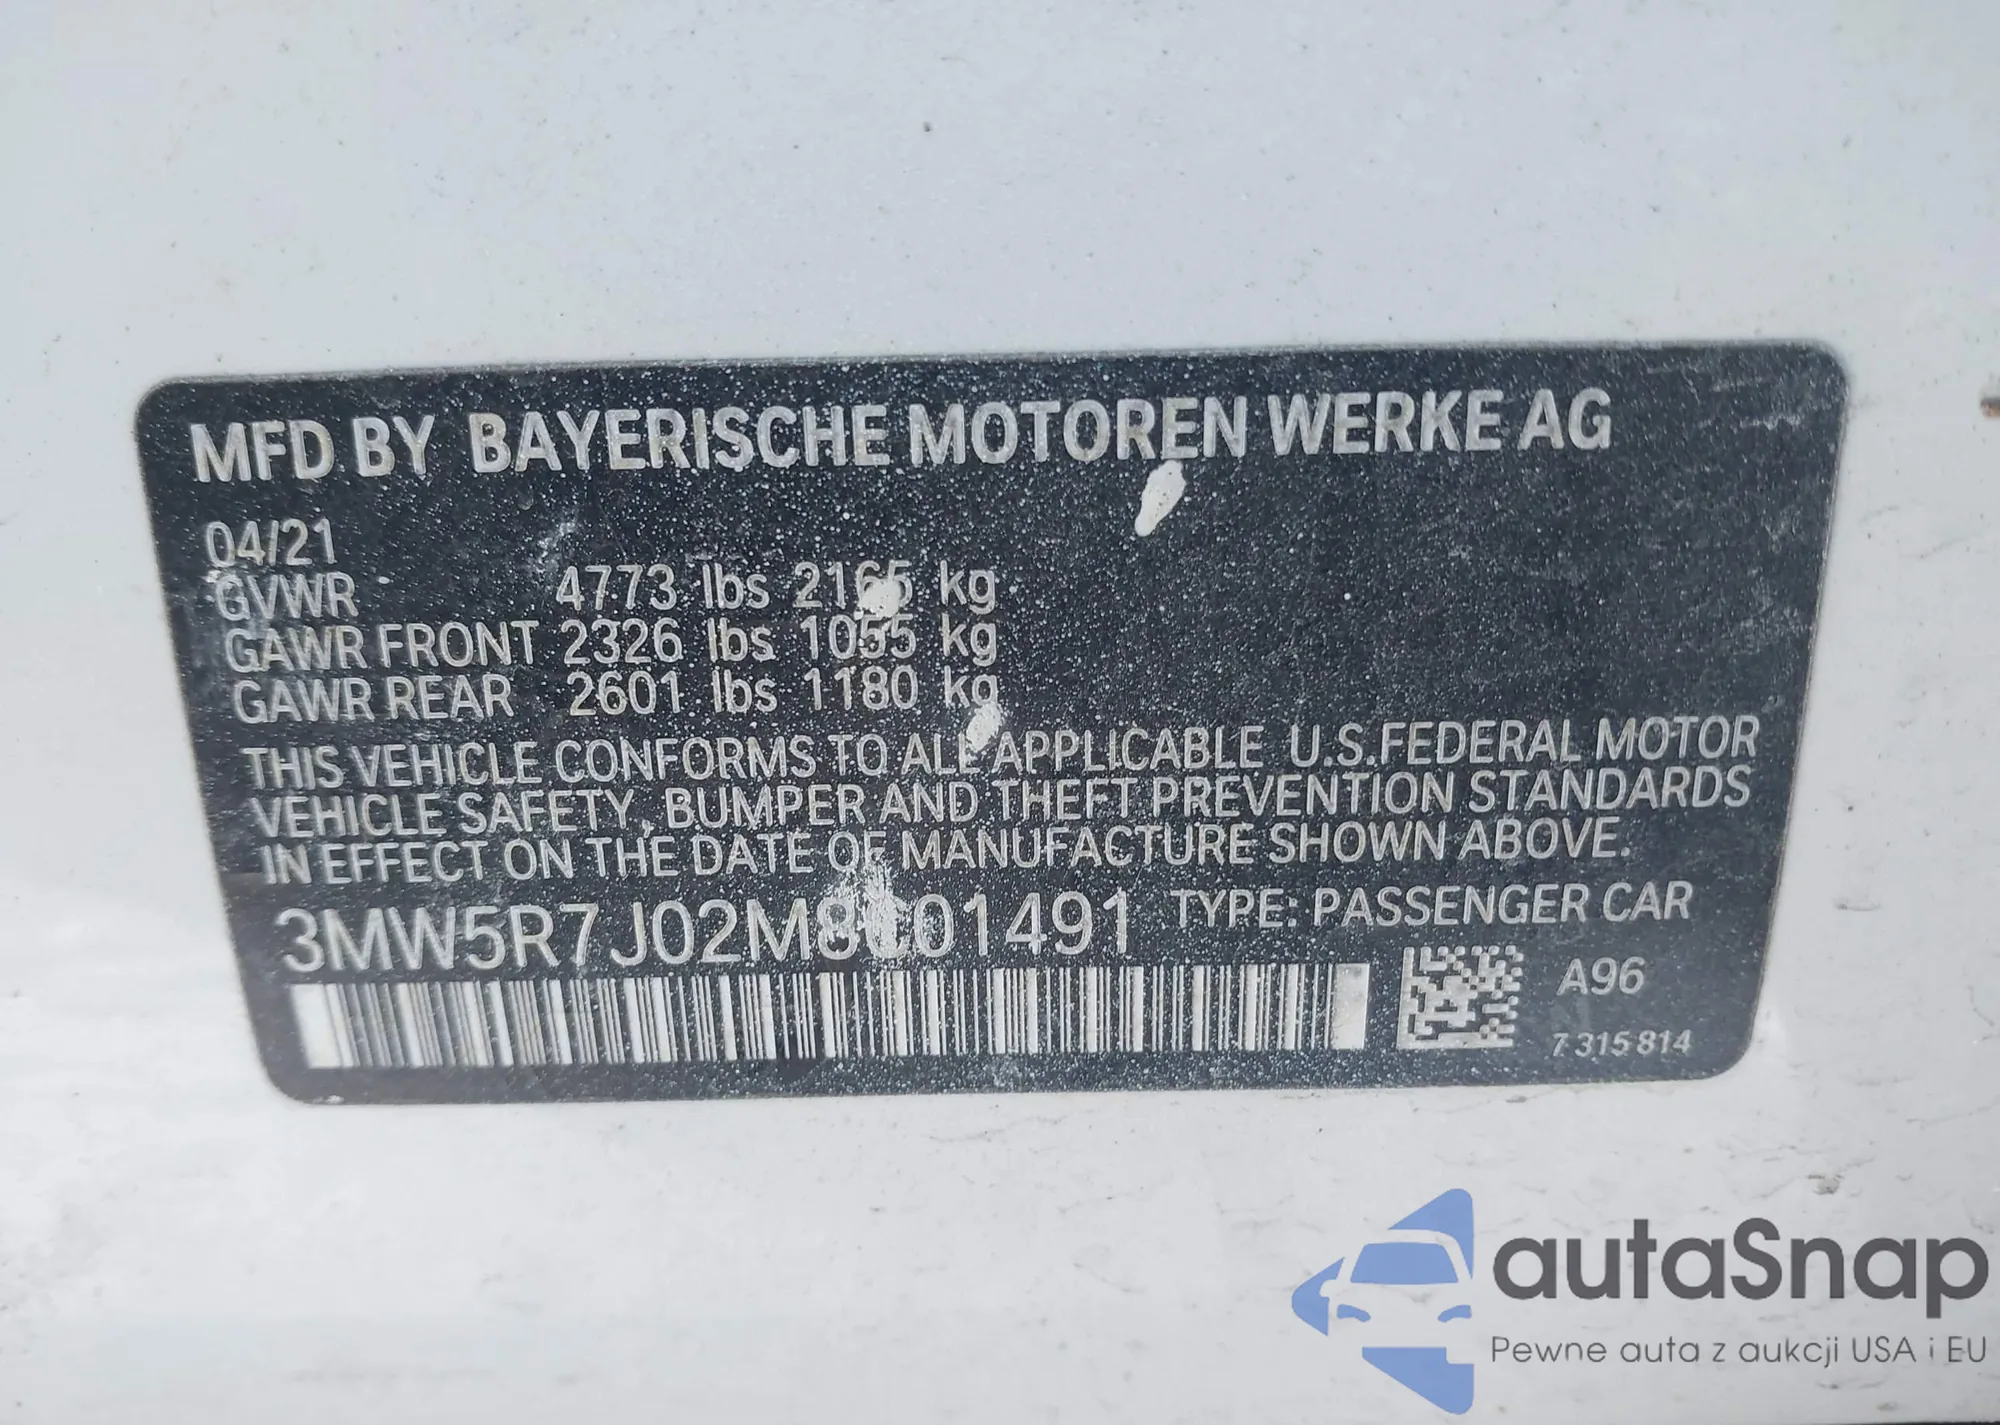 MFD BY BAYERISCHE MOTOREN WERKE AG
04/21
GVWR 4773 lbs 2165 kg
GAWR FRONT 2326 lbs 1055 kg
GAWR REAR 2601 lbs 1180 kg
THIS VEHICLE CONFORMS TO ALL APPLICABLE U.S.FEDERAL MOTOR
VEHICLE SAFETY, BUMPER AND THEFT PREVENTION STANDARDS
IN EFFECT ON THE DATE OF MANUFACTURE SHOWN ABOVE.
3MW5R7J02M8C01491 TYPE: PASSENGER CAR
A96
7 315 814
autaSnap
Pewne auta z aukcji USA i EU